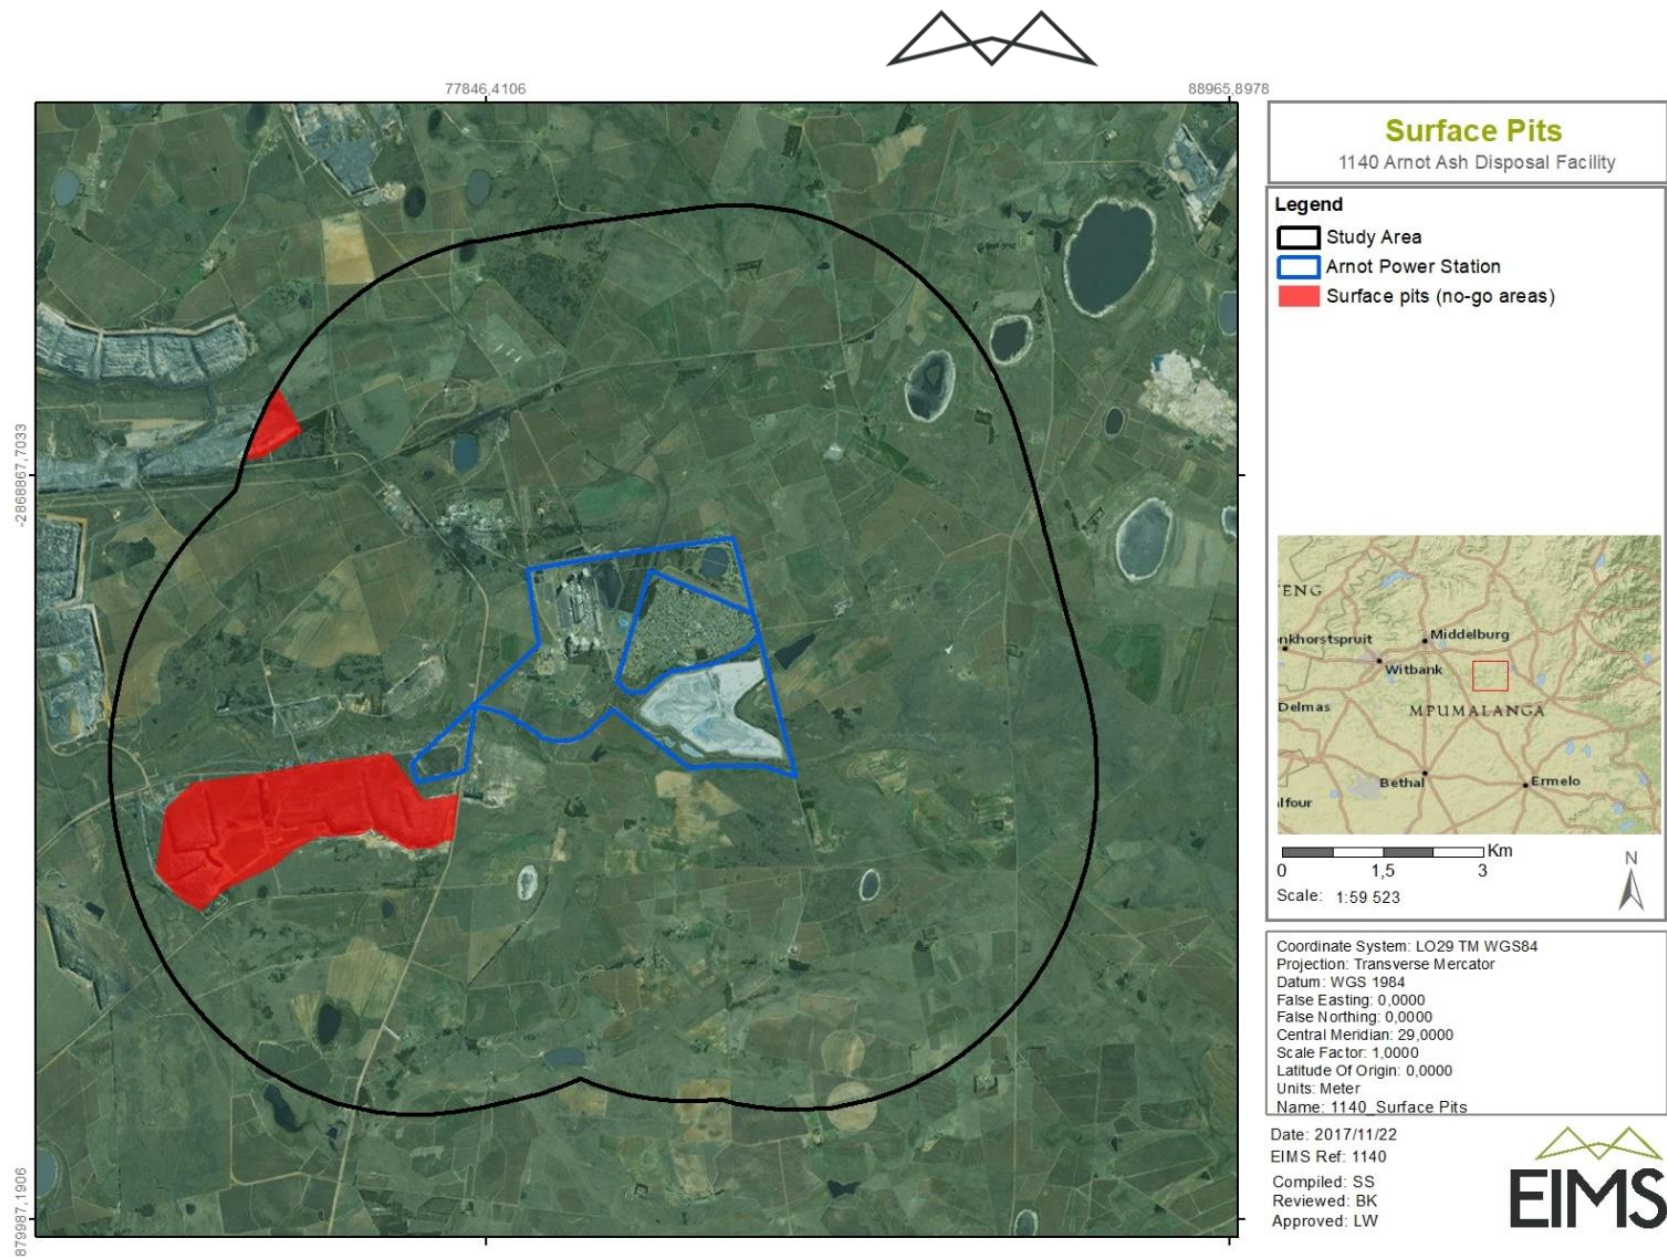 77846,4106
88965,8978
-2868867,7033
879987,1906
Surface Pits
1140 Arnot Ash Disposal Facility
Legend
Study Area
Arnot Power Station
Surface pits (no-go areas)
ENG
nkhorstspruit
Middelburg
Witbank
Delmas
MPUMALANGA
Bethal
Ermelo
lfour
Km
0 1,5 3
N
Scale: 1:59 523
Coordinate System: LO29 TM WGS84
Projection: Transverse Mercator
Datum: WGS 1984
False Easting: 0,0000
False Northing: 0,0000
Central Meridian: 29,0000
Scale Factor: 1,0000
Latitude Of Origin: 0,0000
Units: Meter
Name: 1140_Surface Pits
Date: 2017/11/22
EIMS Ref: 1140
Compiled: SS
Reviewed: BK
Approved: LW
EIMS